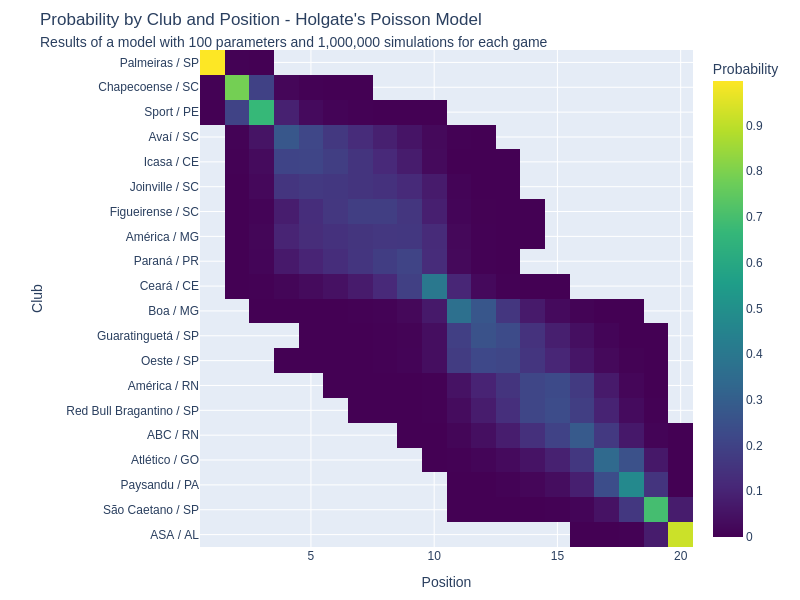 Probability by Club and Position - Holgate's Poisson Model
Results of a model with 100 parameters and 1,000,000 simulations for each game
Probability
Palmeiras / SP
Chapecoense / SC
Sport / PE
Avaí / SC
Icasa / CE
Joinville / SC
Figueirense / SC
América / MG
Paraná / PR
Ceará / CE
Boa / MG
Guaratinguetá / SP
Oeste / SP
América / RN
Red Bull Bragantino / SP
ABC / RN
Atlético / GO
Paysandu / PA
São Caetano / SP
ASA / AL
Club
5
10
15
20
Position
0.9
0.8
0.7
0.6
0.5
0.4
0.3
0.2
0.1
0